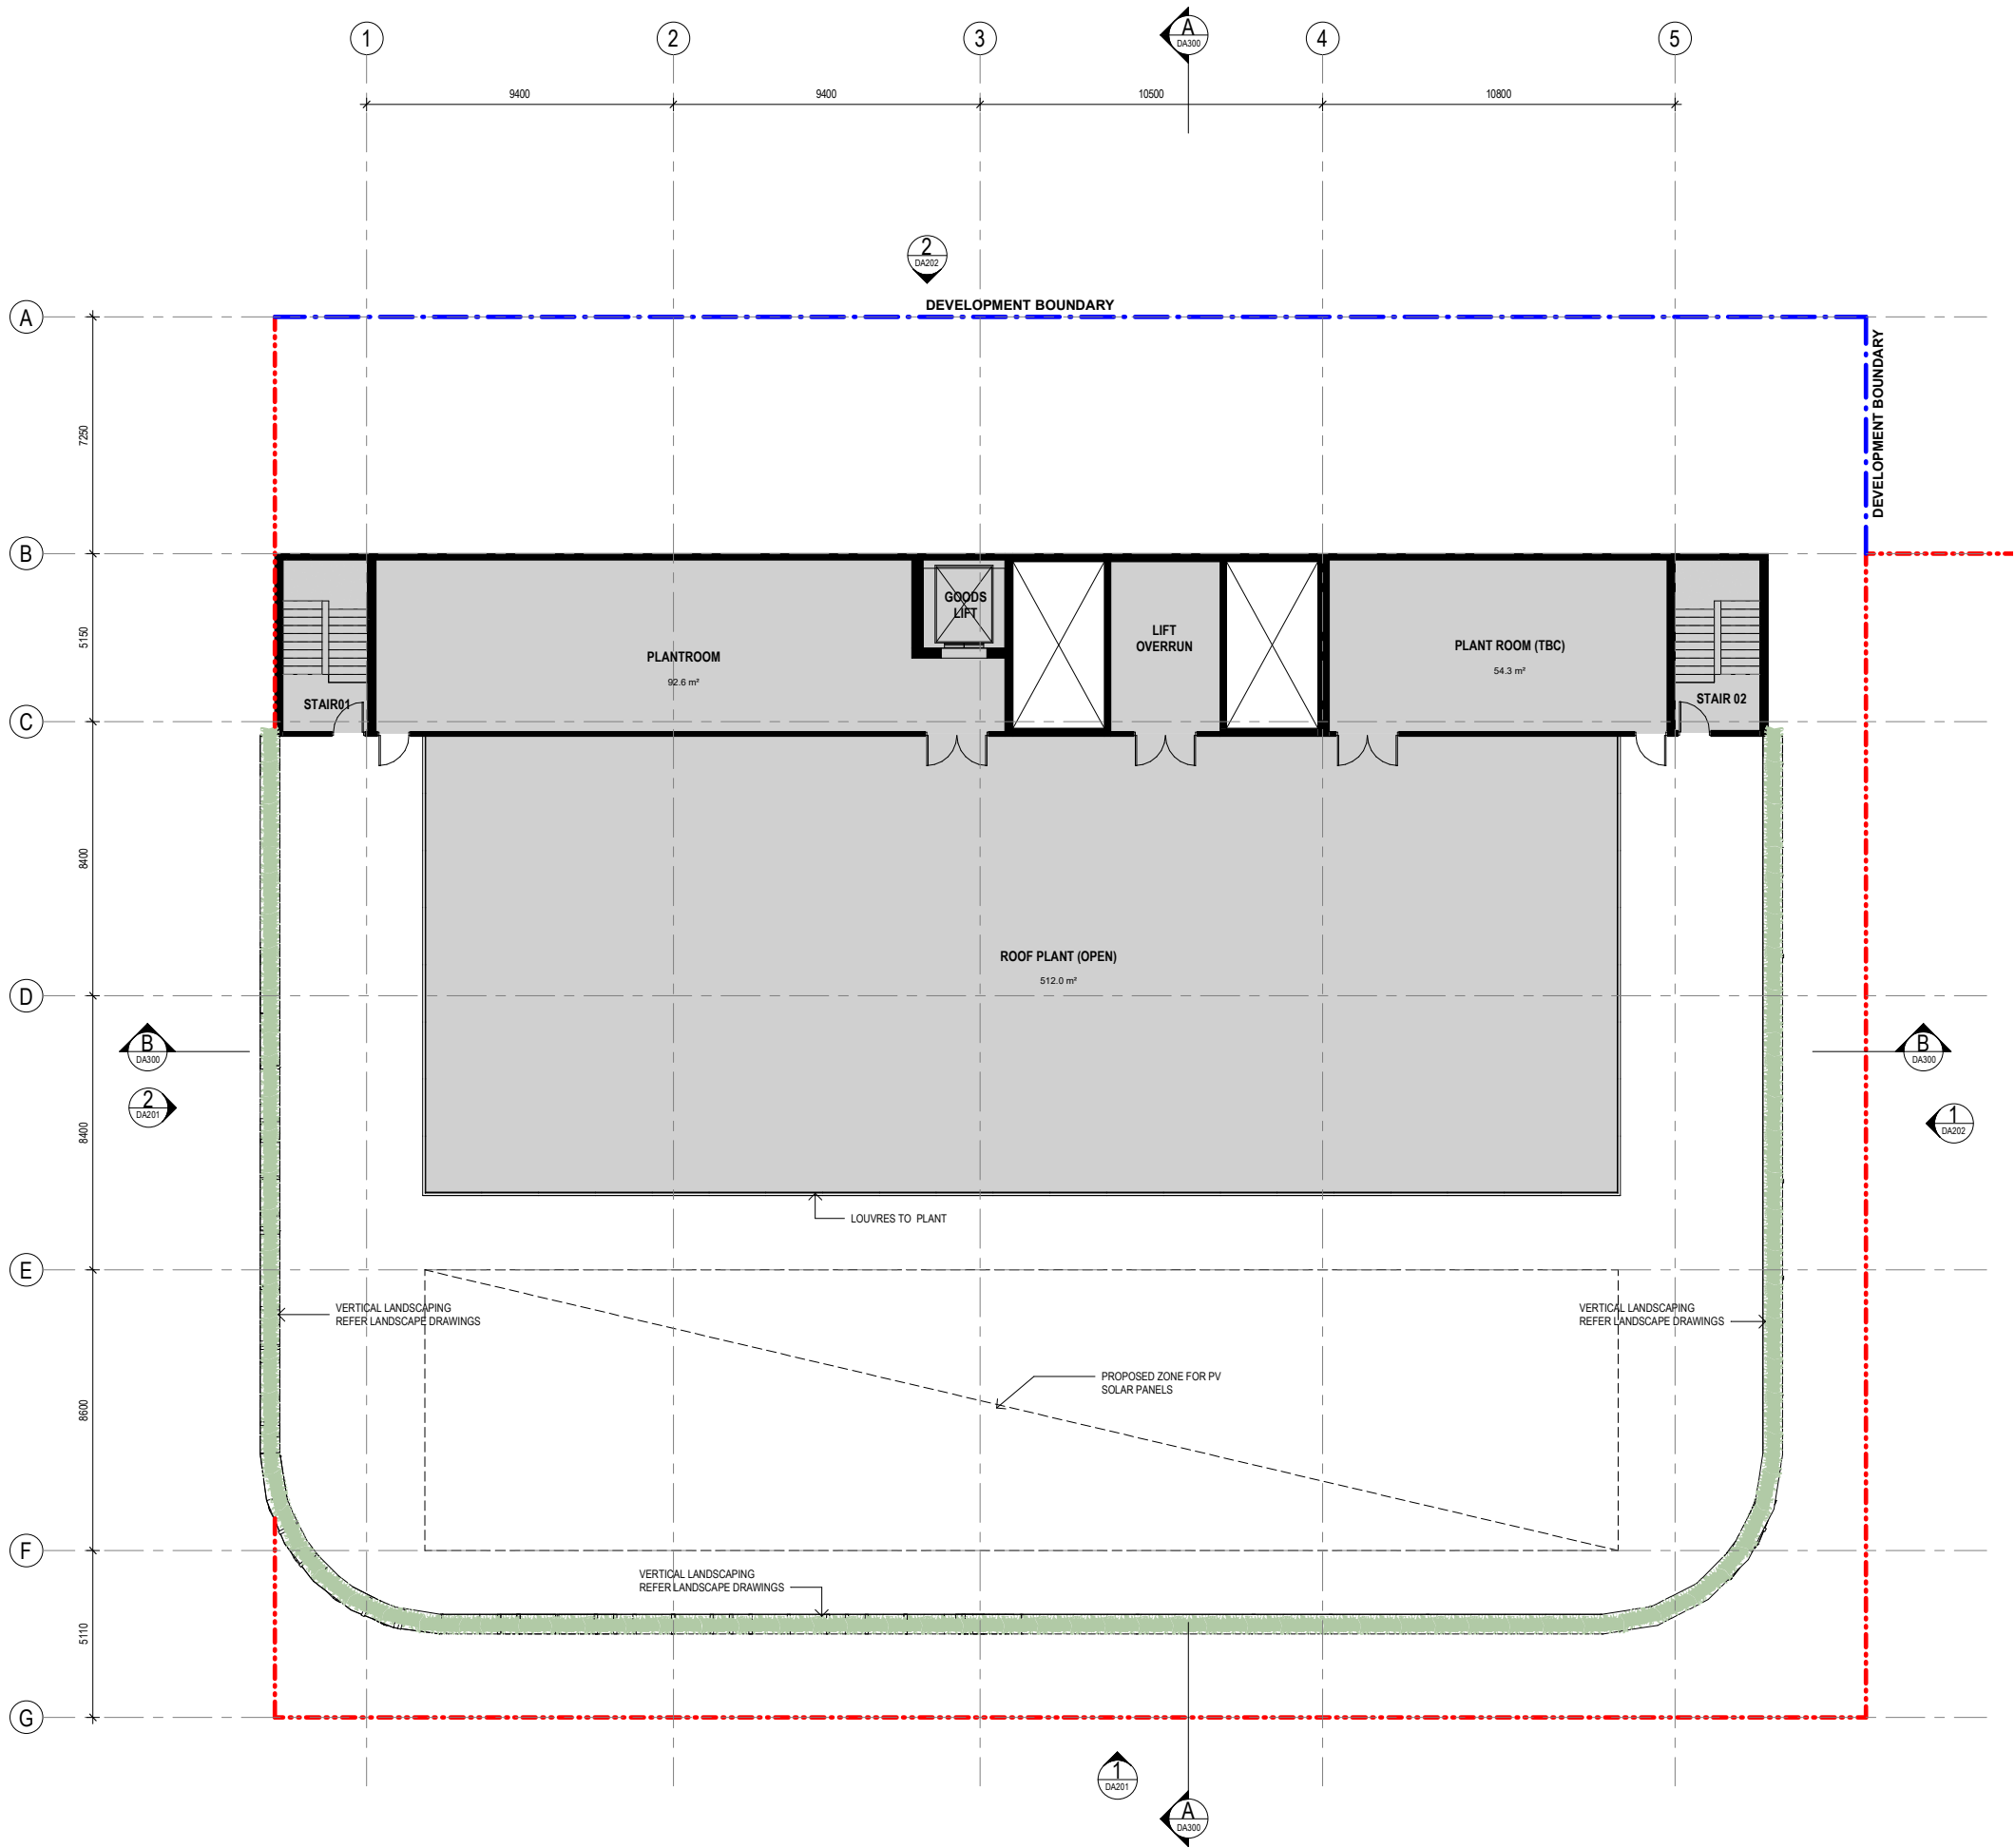 1
2
3
A
DA300
4
5
9400
9400
10500
10800
2
DA202
DEVELOPMENT BOUNDARY
A
DEVELOPMENT BOUNDARY
7250
B
GOODS
LIFT
5150
LIFT
OVERRUN
PLANT ROOM (TBC)
54.3 m²
PLANTROOM
92.6 m²
STAIR01
STAIR 02
C
8400
ROOF PLANT (OPEN)
512.0 m²
D
B
DA300
B
DA300
2
DA201
1
DA202
8400
LOUVRES TO PLANT
E
VERTICAL LANDSCAPING
REFER LANDSCAPE DRAWINGS
VERTICAL LANDSCAPING
REFER LANDSCAPE DRAWINGS
PROPOSED ZONE FOR PV
SOLAR PANELS
8600
F
VERTICAL LANDSCAPING
REFER LANDSCAPE DRAWINGS
5110
G
1
DA201
A
DA300